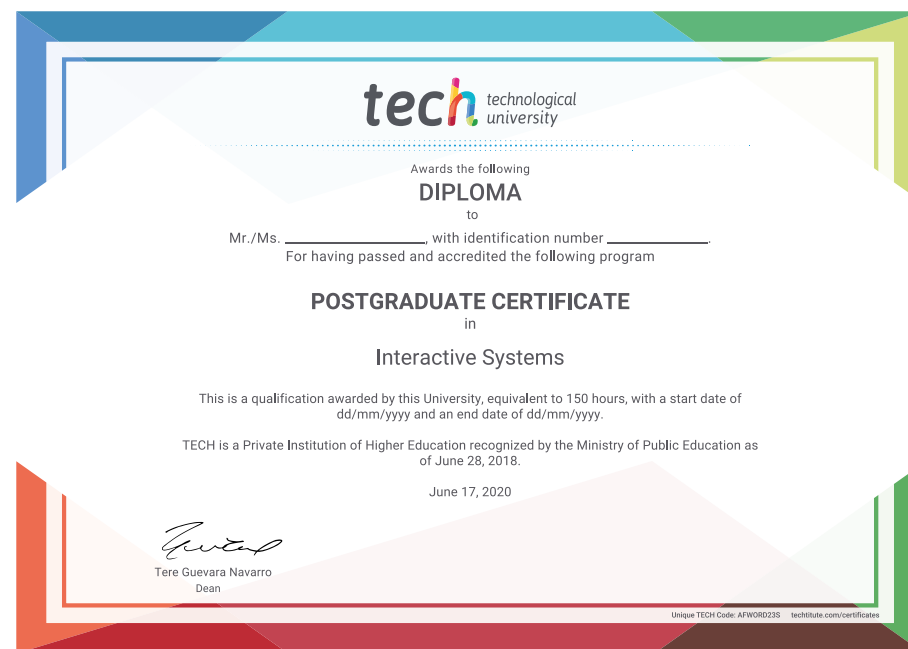 tech technological
university
Awards the following
DIPLOMA
to
Mr./Ms. ____________________, with identification number ______________.
For having passed and accredited the following program
POSTGRADUATE CERTIFICATE
in
Interactive Systems
This is a qualification awarded by this University, equivalent to 150 hours, with a start date of
dd/mm/yyyy and an end date of dd/mm/yyyy.
TECH is a Private Institution of Higher Education recognized by the Ministry of Public Education as
of June 28, 2018.
June 17, 2020
Tere Guevara Navarro
Dean
Unique TECH Code: AFWORD23S techtitute.com/certificates